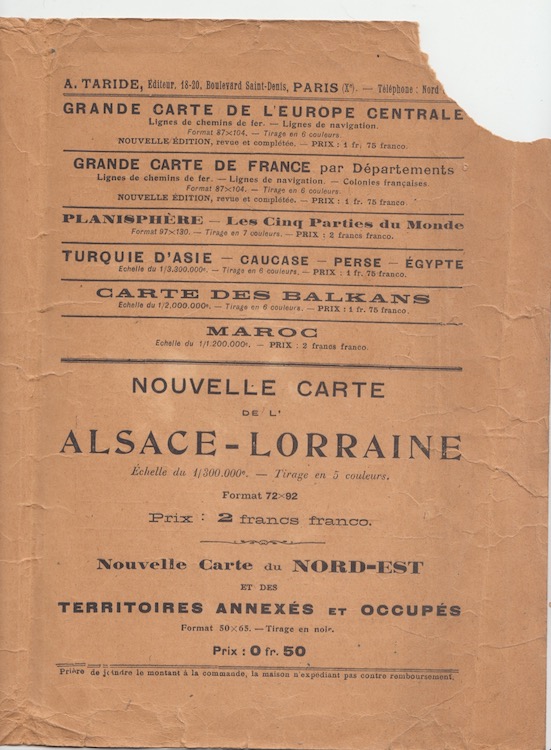 A. TARIDE, Éditeur, 18-20, Boulevard Saint-Denis, PARIS (Xe). — Téléphone : Nord
GRANDE CARTE DE L'EUROPE CENTRALE
Lignes de chemins de fer. — Lignes de navigation.
Format 87×104. — Tirage en 6 couleurs.
NOUVELLE ÉDITION, revue et complétée. — PRIX : 1 fr. 75 franco.
GRANDE CARTE DE FRANCE par Départements
Lignes de chemins de fer. — Lignes de navigation. — Colonies françaises.
Format 87×104. — Tirage en 6 couleurs.
NOUVELLE ÉDITION, revue et complétée. — PRIX : 1 fr. 75 franco.
PLANISPHÈRE — Les Cinq Parties du Monde
Format 97×130. — Tirage en 7 couleurs. — PRIX : 2 francs franco.
TURQUIE D'ASIE — CAUCASE — PERSE — ÉGYPTE
Echelle du 1/3.300.000e. — Tirage en 6 couleurs. — PRIX : 1 fr. 75 franco.
CARTE DES BALKANS
Echelle du 1/2.000.000e. — Tirage en 6 couleurs. — PRIX : 1 fr. 75 franco.
MAROC
Echelle du 1/1.200.000e. — PRIX : 2 francs franco.
NOUVELLE CARTE
DE L'
ALSACE-LORRAINE
Échelle du 1/300.000e. — Tirage en 5 couleurs.
Format 72×92
Prix : 2 francs franco.
Nouvelle Carte du NORD-EST
ET DES
TERRITOIRES ANNEXÉS ET OCCUPÉS
Format 50×65. — Tirage en noir.
Prix : 0 fr. 50
Prière de joindre le montant à la commande, la maison n'expédiant pas contre remboursement.